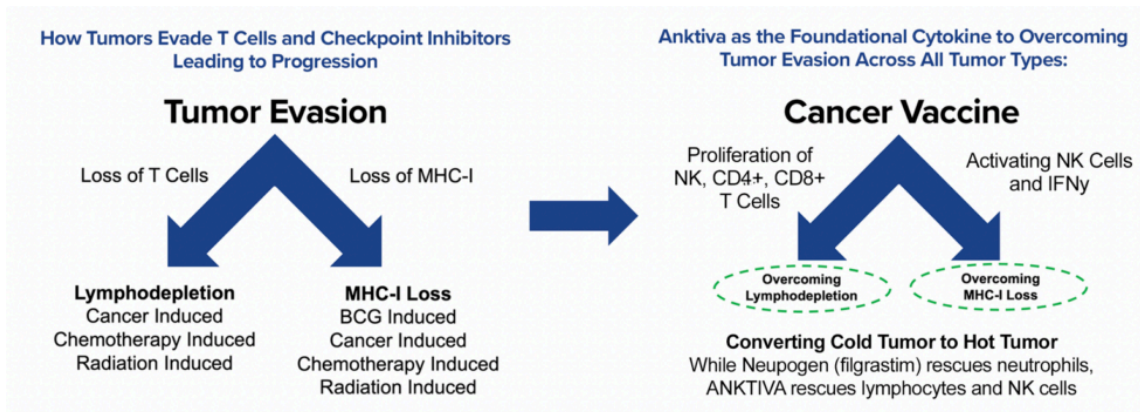 How Tumors Evade T Cells and Checkpoint Inhibitors
Leading to Progression
Tumor Evasion
Loss of T Cells
Loss of MHC-I
Lymphodepletion
Cancer Induced
Chemotherapy Induced
Radiation Induced
MHC-I Loss
BCG Induced
Cancer Induced
Chemotherapy Induced
Radiation Induced
Anktiva as the Foundational Cytokine to Overcoming
Tumor Evasion Across All Tumor Types:
Cancer Vaccine
Proliferation of
NK, CD4+, CD8+
T Cells
Activating NK Cells
and IFNy
Overcoming
Lymphodepletion
Overcoming
MHC-I Loss
Converting Cold Tumor to Hot Tumor
While Neupogen (filgrastim) rescues neutrophils,
ANKTIVA rescues lymphocytes and NK cells